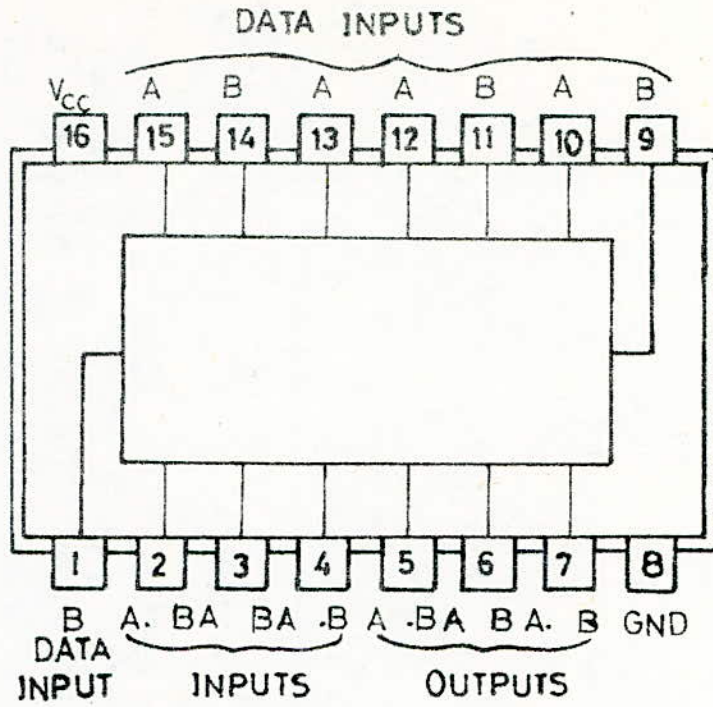 DATA INPUTS
V_CC A B A A B A B
16 15 14 13 12 11 10 9
1 2 3 4 5 6 7 8
B A. BA BA .B A .BA B A. B GND
DATA
INPUT INPUTS OUTPUTS